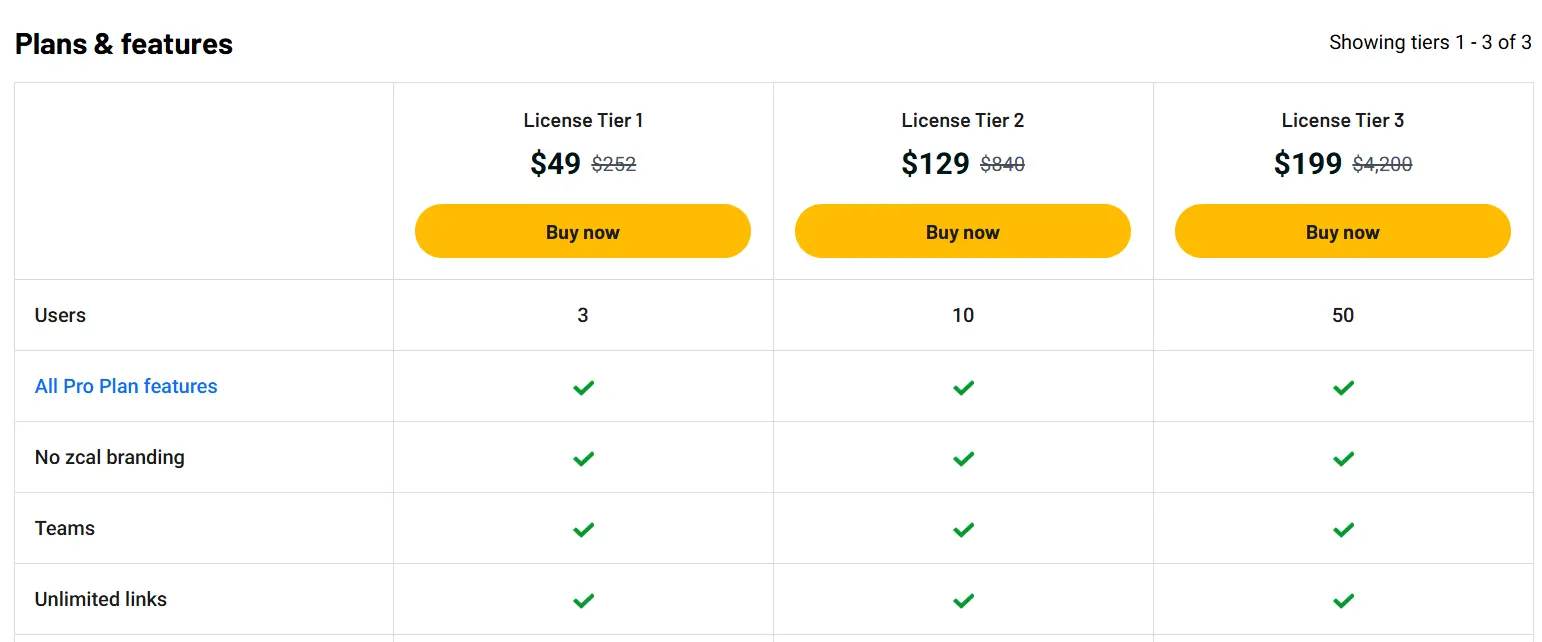 Plans & features
Showing tiers 1 - 3 of 3
License Tier 1
$49 $252
Buy now
License Tier 2
$129 $840
Buy now
License Tier 3
$199 $4,200
Buy now
Users 3 10 50
All Pro Plan features
No zcal branding
Teams
Unlimited links